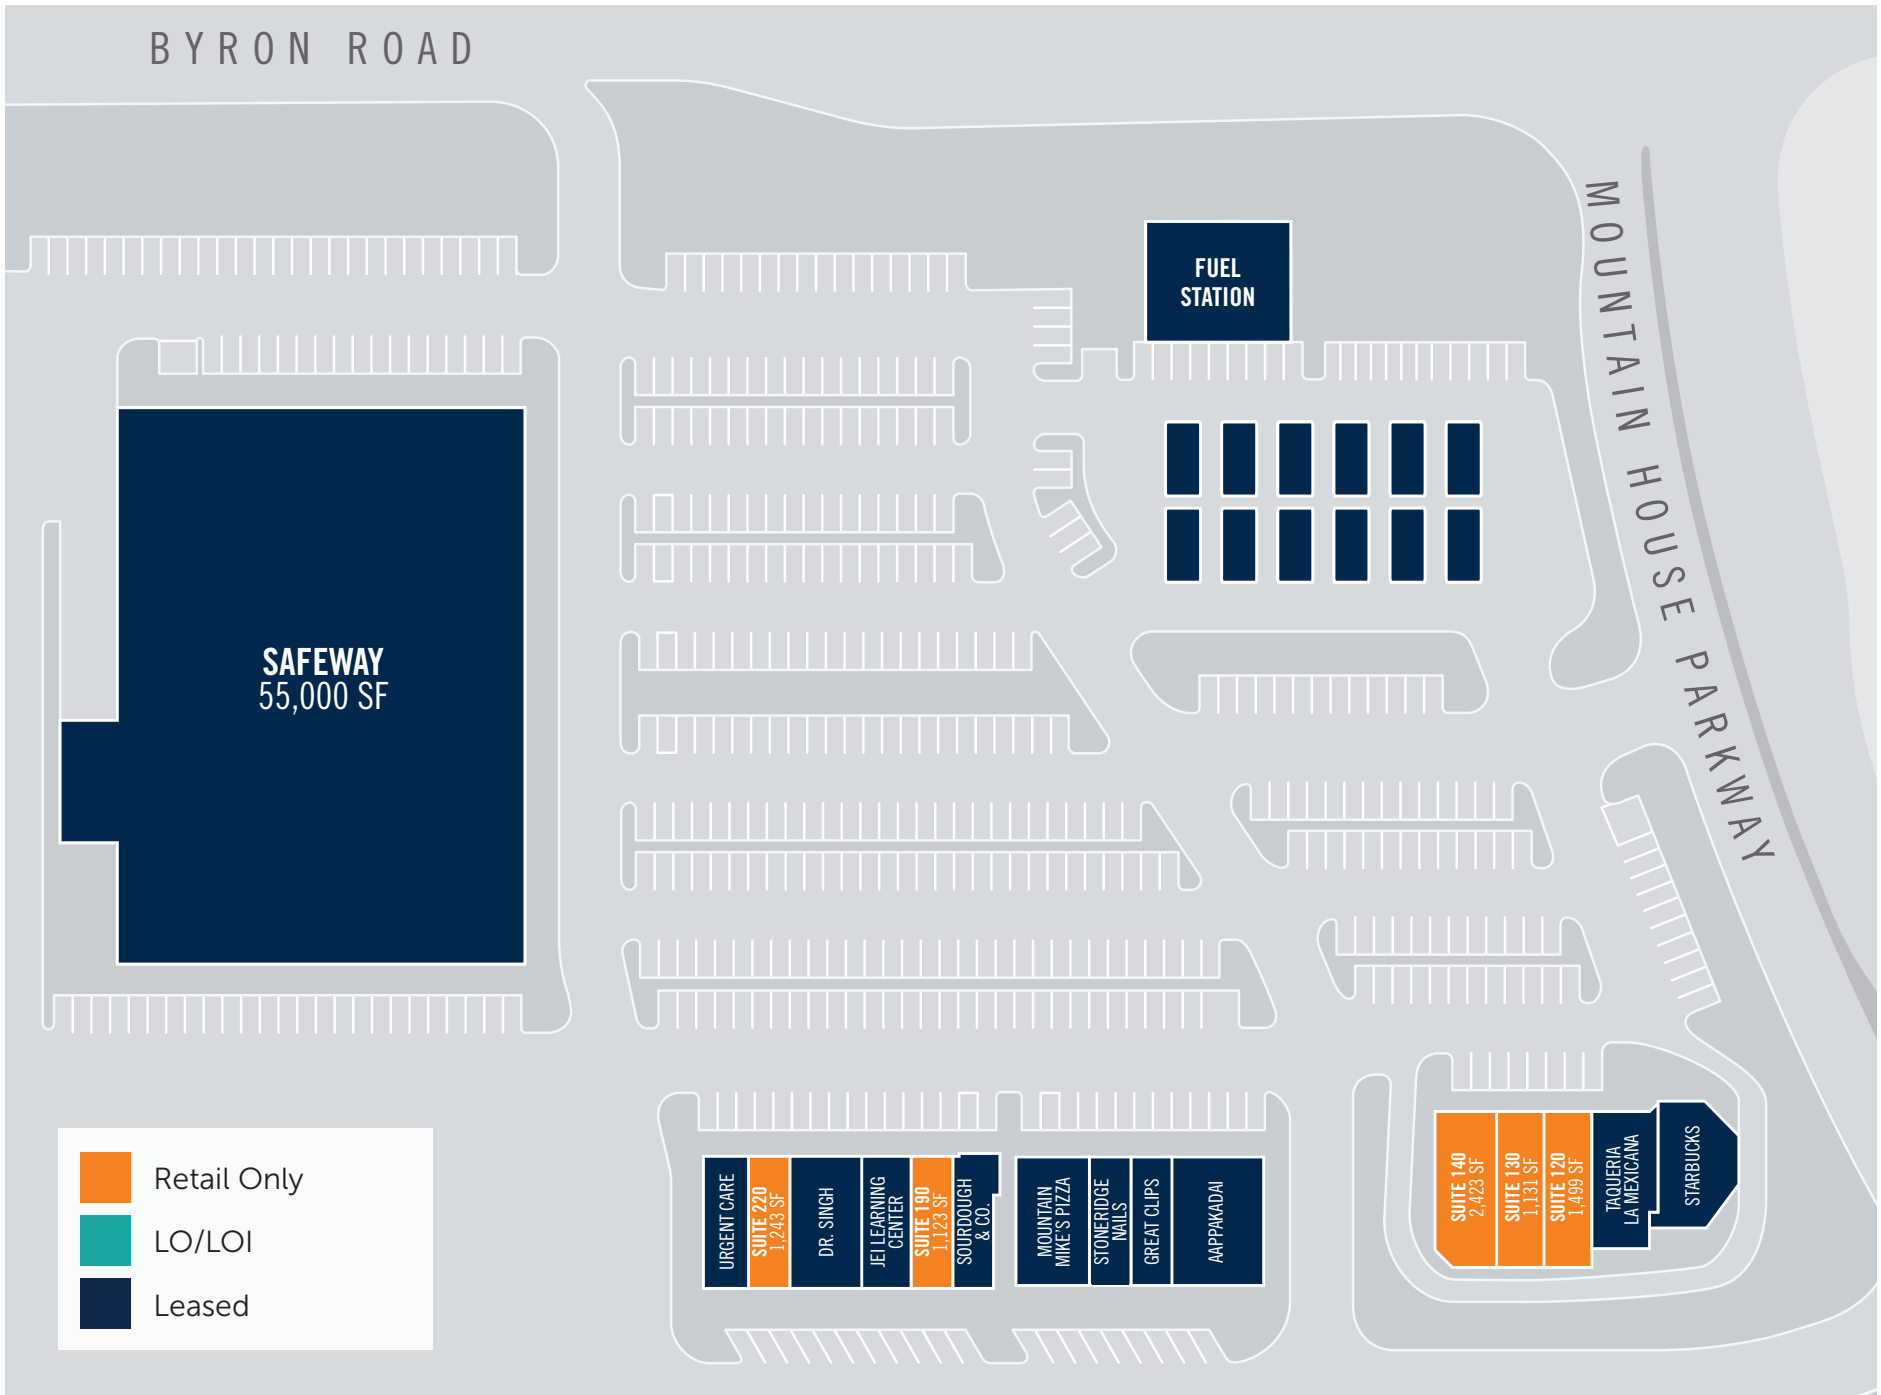 BYRON ROAD
MOUNTAIN HOUSE PARKWAY
FUEL
STATION
SAFEWAY
55,000 SF
Retail Only
LO/LOI
Leased
URGENT CARE
SUITE 220
1,243 SF
DR. SINGH
JEI LEARNING
CENTER
SUITE 190
1,123 SF
SOURDOUGH
& CO.
MOUNTAIN
MIKE'S PIZZA
STONERIDGE
NAILS
GREAT CLIPS
AAPPAKADAI
SUITE 140
2,423 SF
SUITE 130
1,131 SF
SUITE 120
1,499 SF
TAQUERIA
LA MEXICANA
STARBUCKS